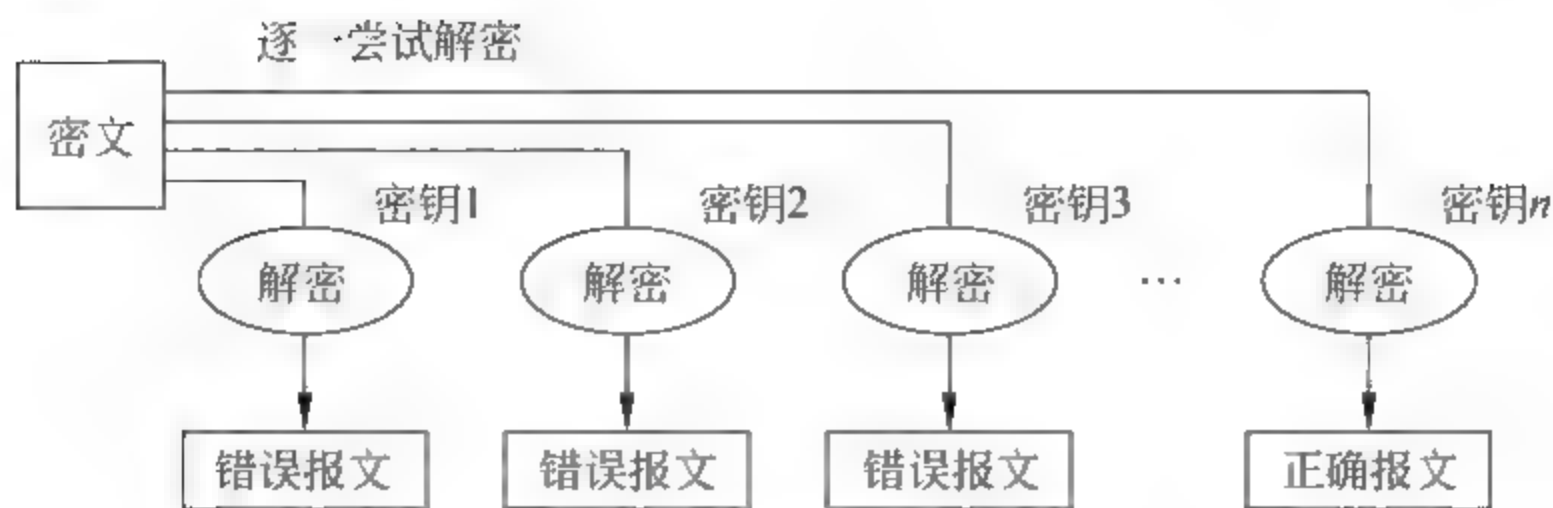 逐一尝试解密
密文
密钥1
密钥2
密钥3
密钥n
解密
解密
解密
…
解密
错误报文
错误报文
错误报文
正确报文